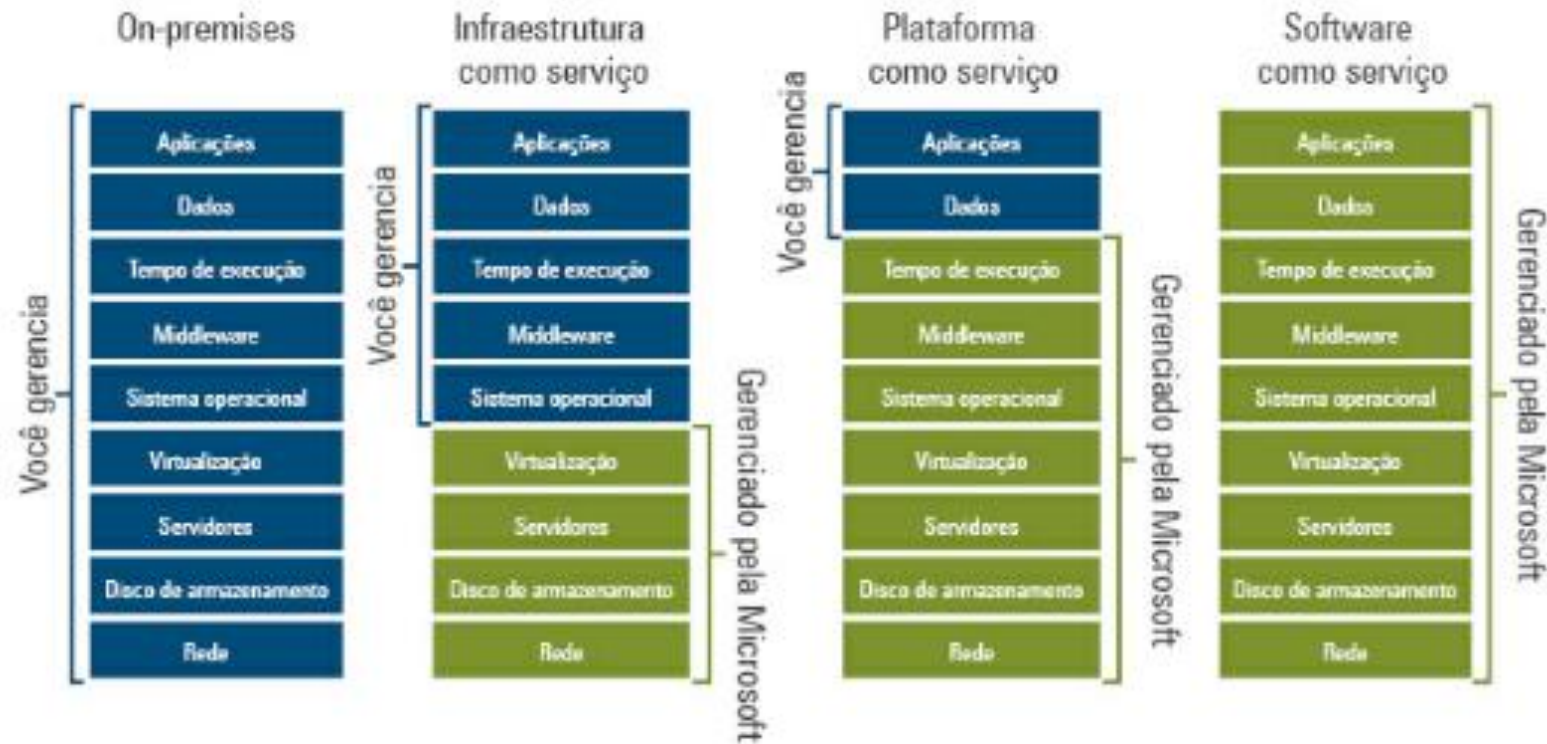 On-premises
Você gerencia
Aplicações
Dados
Tempo de execução
Middleware
Sistema operacional
Virtualização
Servidores
Disco de armazenamento
Rede
Infraestrutura
como serviço
Você gerencia
Aplicações
Dados
Tempo de execução
Middleware
Sistema operacional
Virtualização
Servidores
Disco de armazenamento
Rede
Gerenciado pela Microsoft
Plataforma
como serviço
Você gerencia
Aplicações
Dados
Tempo de execução
Middleware
Sistema operacional
Virtualização
Servidores
Disco de armazenamento
Rede
Gerenciado pela Microsoft
Software
como serviço
Aplicações
Dados
Tempo de execução
Middleware
Sistema operacional
Virtualização
Servidores
Disco de armazenamento
Rede
Gerenciado pela Microsoft